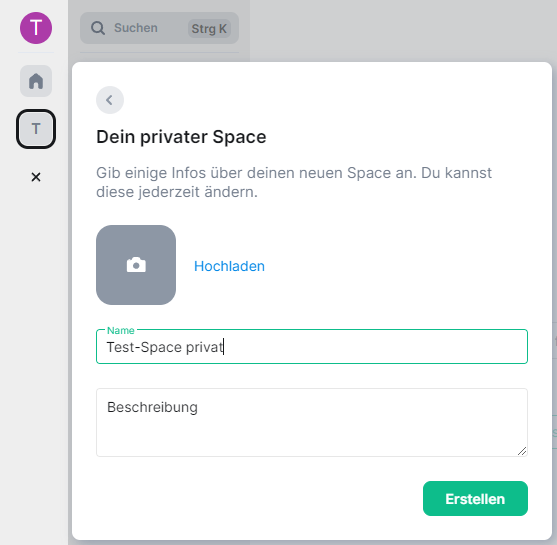 T
Suchen
Strg K
T
Dein privater Space
Gib einige Infos über deinen neuen Space an. Du kannst
diese jederzeit ändern.
Hochladen
Name
Test-Space privat
Beschreibung
Erstellen